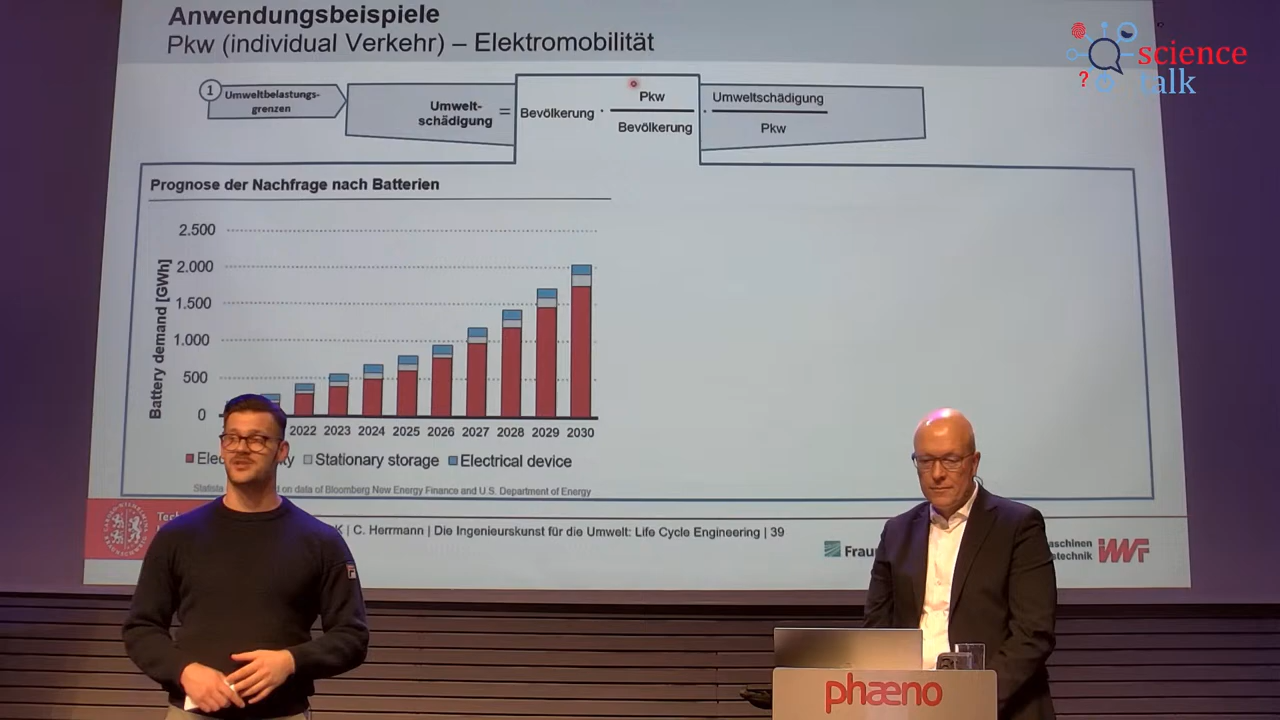 Anwendungsbeispiele
Pkw (individual Verkehr) – Elektromobilität
science
talk
?
1
Umweltbelastungs-
grenzen
Umwelt-
schädigung
=
Bevölkerung ·
Pkw
Bevölkerung
·
Umweltschädigung
Pkw
Prognose der Nachfrage nach Batterien
Battery demand [GWh]
2.500
2.000
1.500
1.000
500
0
2022 2023 2024 2025 2026 2027 2028 2029 2030
Stationary storage
Electrical device
on data of Bloomberg New Energy Finance and U.S. Department of Energy
| C. Herrmann | Die Ingenieurskunst für die Umwelt: Life Cycle Engineering | 39
IWF
phæno